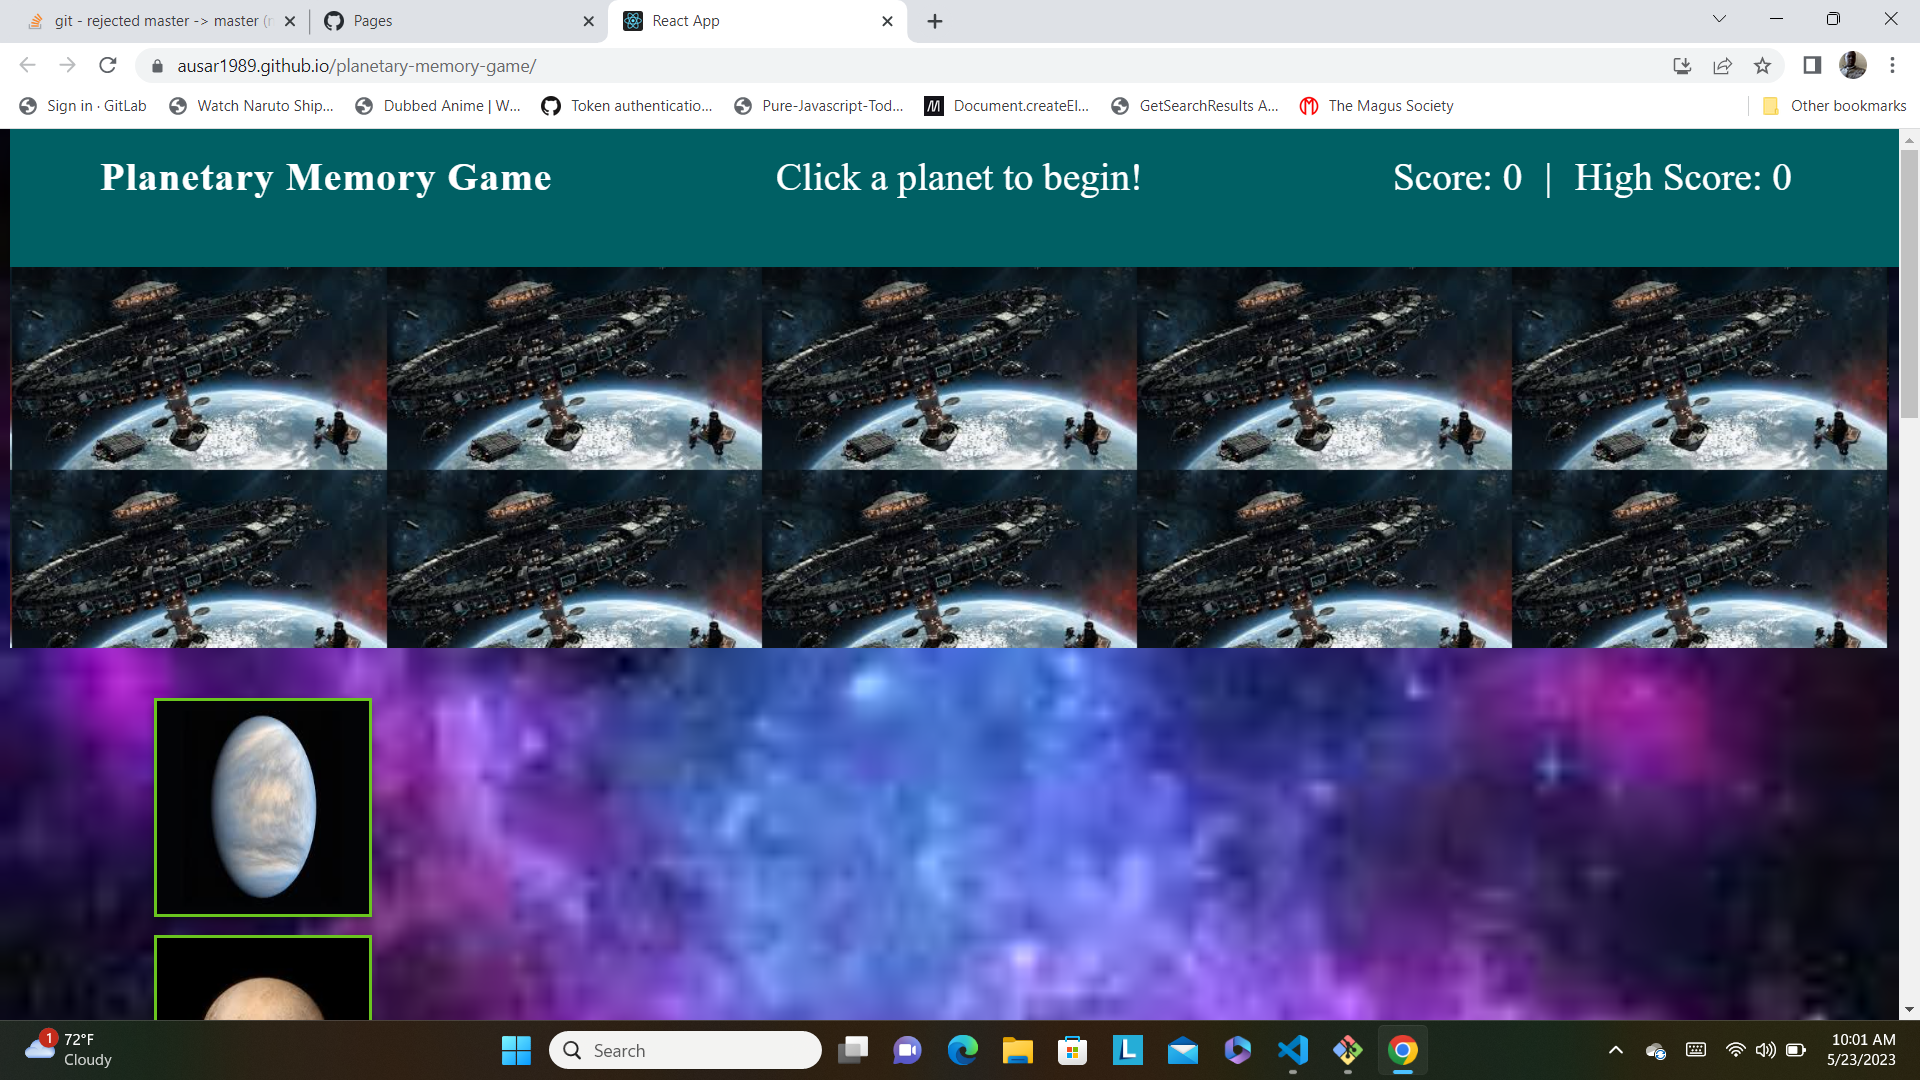 git - rejected master -> master (n
Pages
React App
ausar1989.github.io/planetary-memory-game/
Sign in · GitLab
Watch Naruto Ship...
Dubbed Anime | W...
Token authenticatio...
Pure-Javascript-Tod...
Document.createEl...
GetSearchResults A...
The Magus Society
Other bookmarks
Planetary Memory Game
Click a planet to begin!
Score: 0 | High Score: 0
1
72°F
Cloudy
Search
10:01 AM
5/23/2023